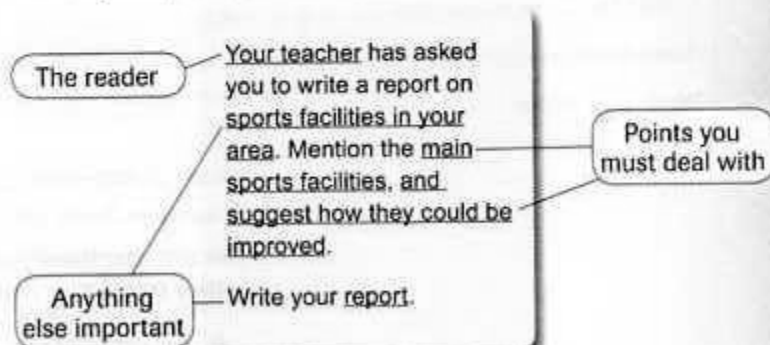 The reader
Your teacher has asked
you to write a report on
sports facilities in your
area. Mention the main
sports facilities, and
suggest how they could be
improved.
Write your report.
Points you
must deal with
Anything
else important